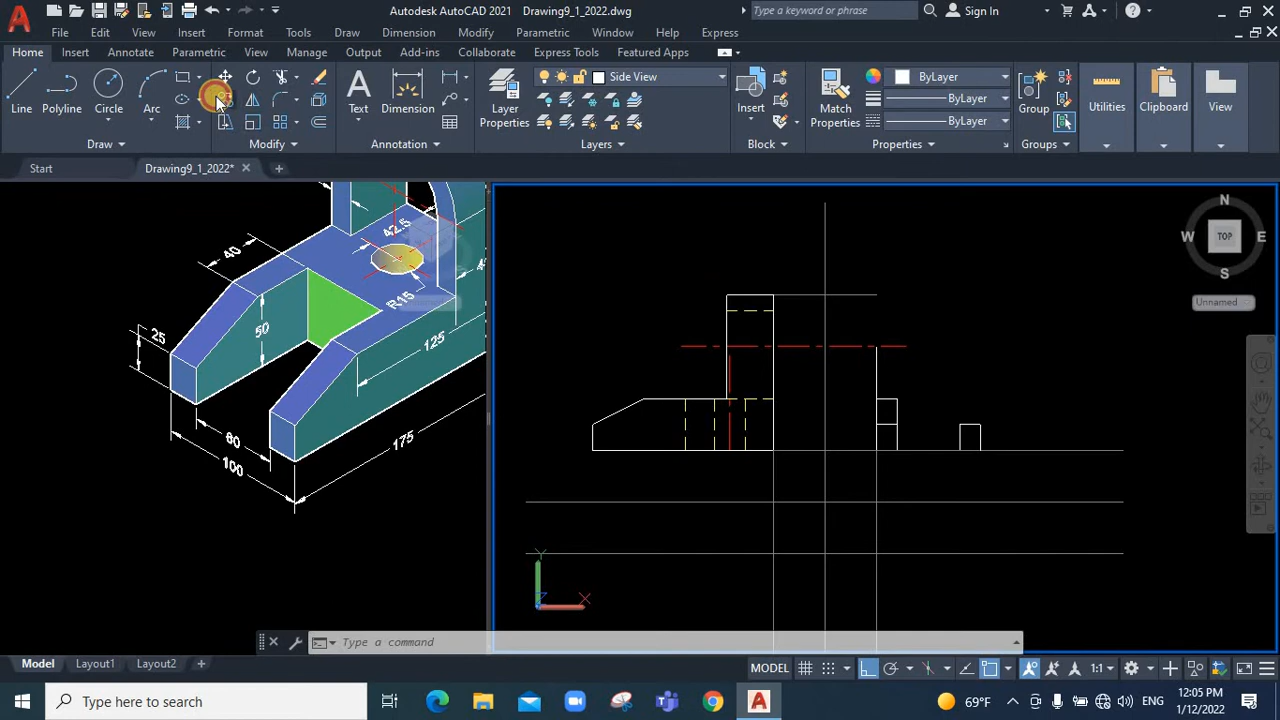 Autodesk AutoCAD 2021 Drawing9_1_2022.dwg
Type a keyword or phrase
Sign In
File Edit View Insert Format Tools Draw Dimension Modify Parametric Window Help Express
Home Insert Annotate Parametric View Manage Output Add-ins Collaborate Express Tools Featured Apps
Side View
ByLayer
ByLayer
ByLayer
Line Polyline Circle Arc
Text Dimension
Layer Properties
Insert
Match Properties
Group Utilities Clipboard View
Draw Modify Annotation Layers Block Properties Groups
Start Drawing9_1_2022*
N
W TOP E
S
Unnamed
42.5
40
R15
25
50
125
60
100
175
Y
X
Z
Type a command
Model Layout1 Layout2
MODEL
1:1
Type here to search
69°F
ENG
12:05 PM
1/12/2022